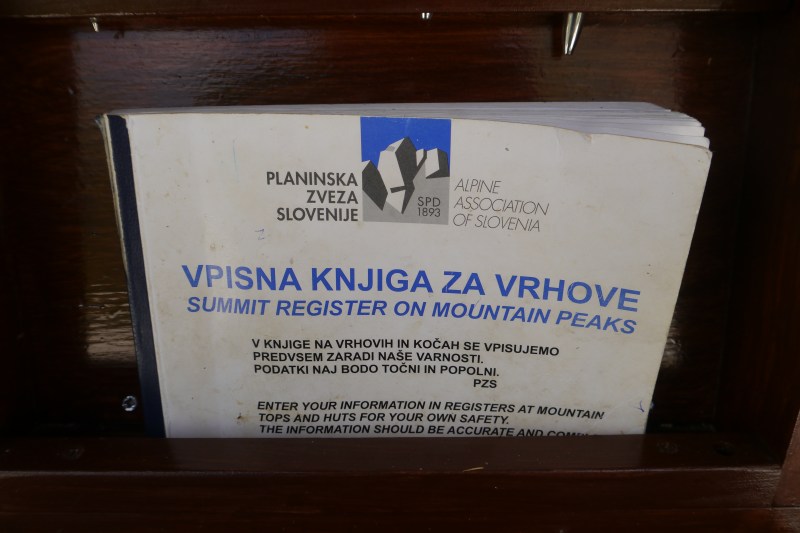 PLANINSKA
ZVEZA
SLOVENIJE
SPD
1893
ALPINE
ASSOCIATION
OF SLOVENIA
VPISNA KNJIGA ZA VRHOVE
SUMMIT REGISTER ON MOUNTAIN PEAKS
V KNJIGE NA VRHOVIH IN KOČAH SE VPISUJEMO
PREDVSEM ZARADI NAŠE VARNOSTI.
PODATKI NAJ BODO TOČNI IN POPOLNI.
PZS
ENTER YOUR INFORMATION IN REGISTERS AT MOUNTAIN
TOPS AND HUTS FOR YOUR OWN SAFETY.
THE INFORMATION SHOULD BE ACCURATE AND